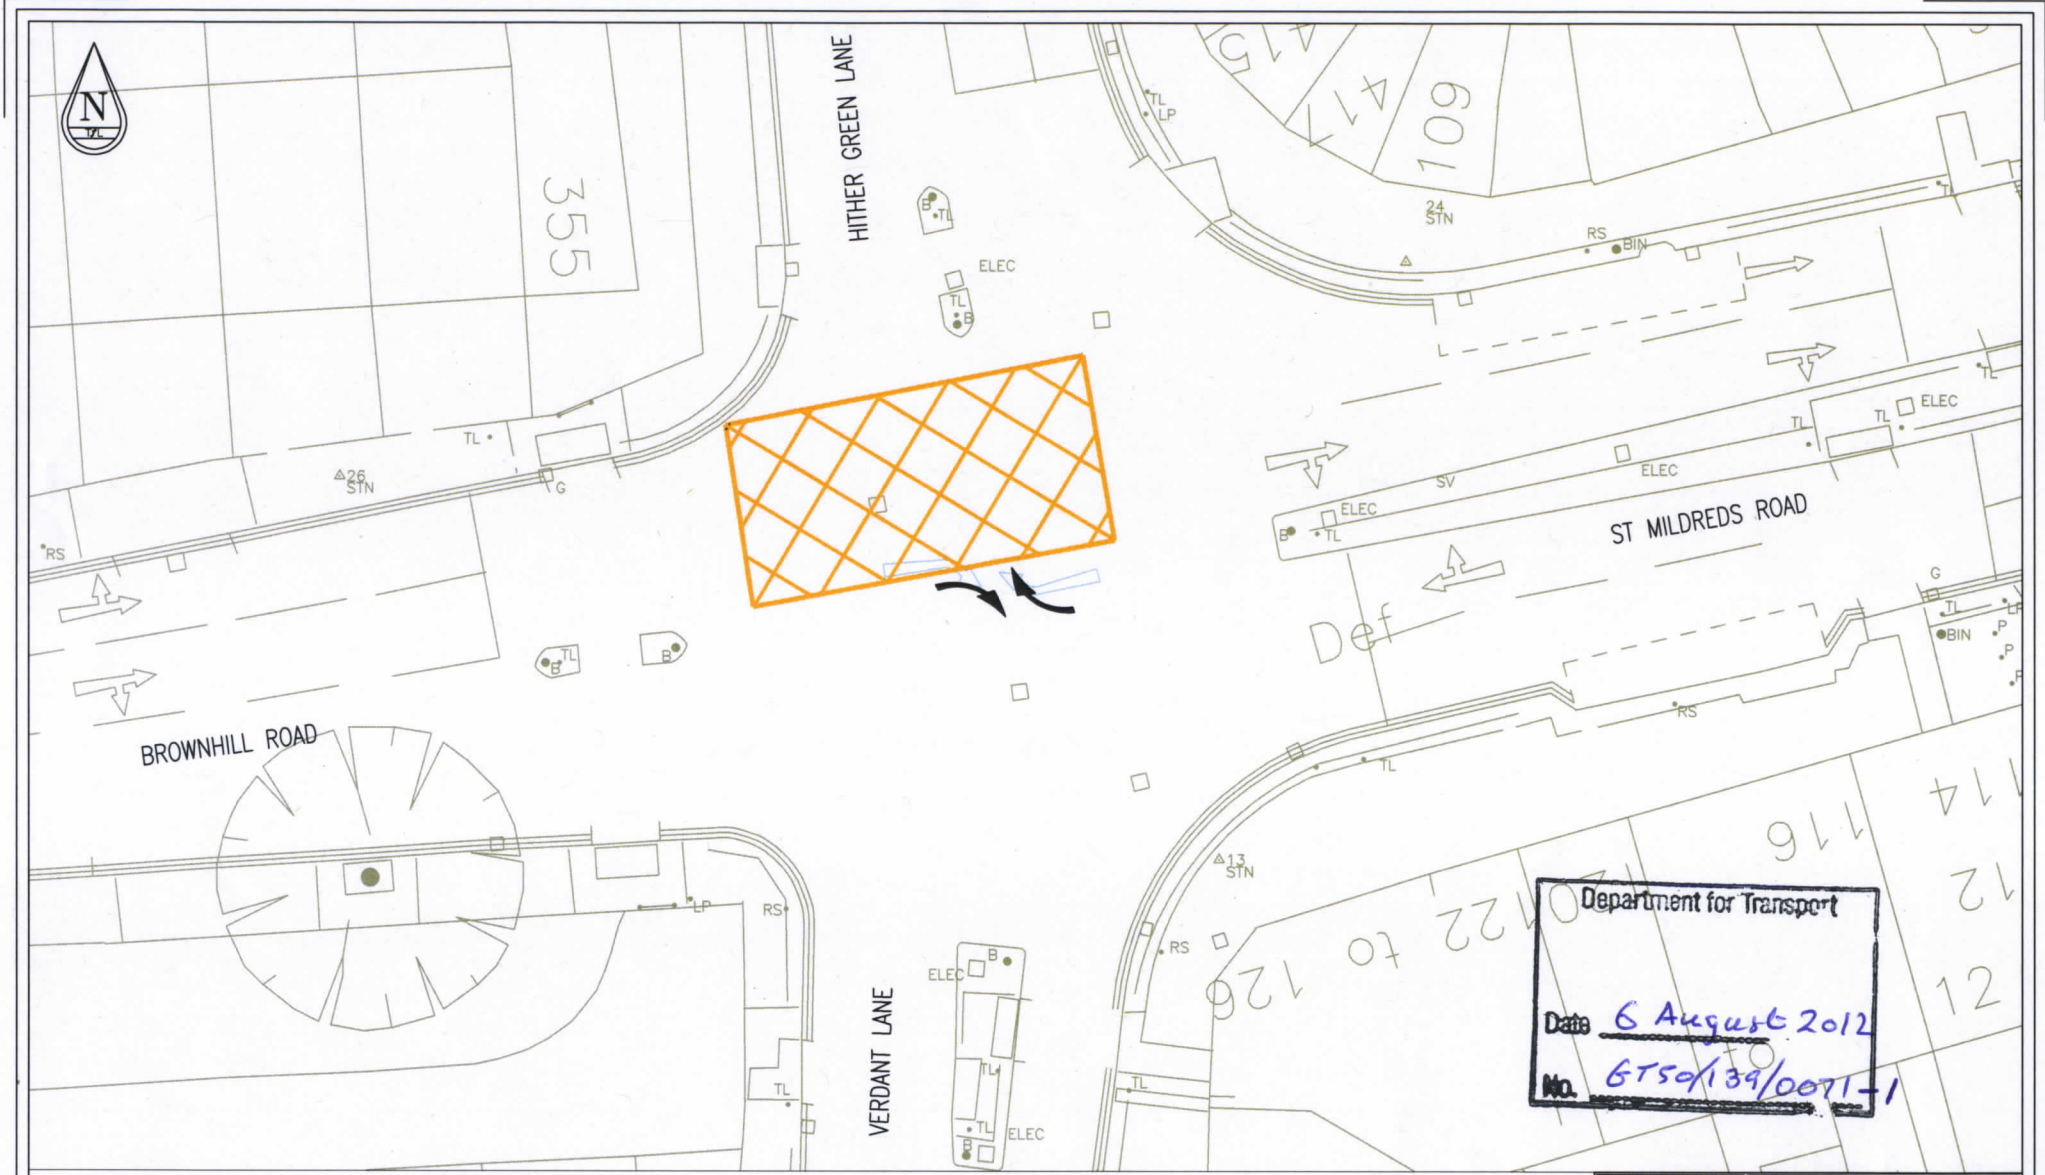 N
TfL
HITHER GREEN LANE
355
415
417
109
TL
LP
24
STN
RS
BIN
TL
B
TL
ELEC
TL
B
TL
26
STN
G
RS
TL
TL
ELEC
TL
ELEC
SV
ELEC
B
TL
ST MILDREDS ROAD
Def
G
TL
LP
BIN
P
P
P
B
TL
B
BROWNHILL ROAD
RS
TL
114
116
12
13
STN
LP
RS
RS
126 to 122
B
ELEC
12
VERDANT LANE
TL
TL
TL
TL
B
ELEC
Department for Transport
Date 6 August 2012
No. GT50/139/0071-1